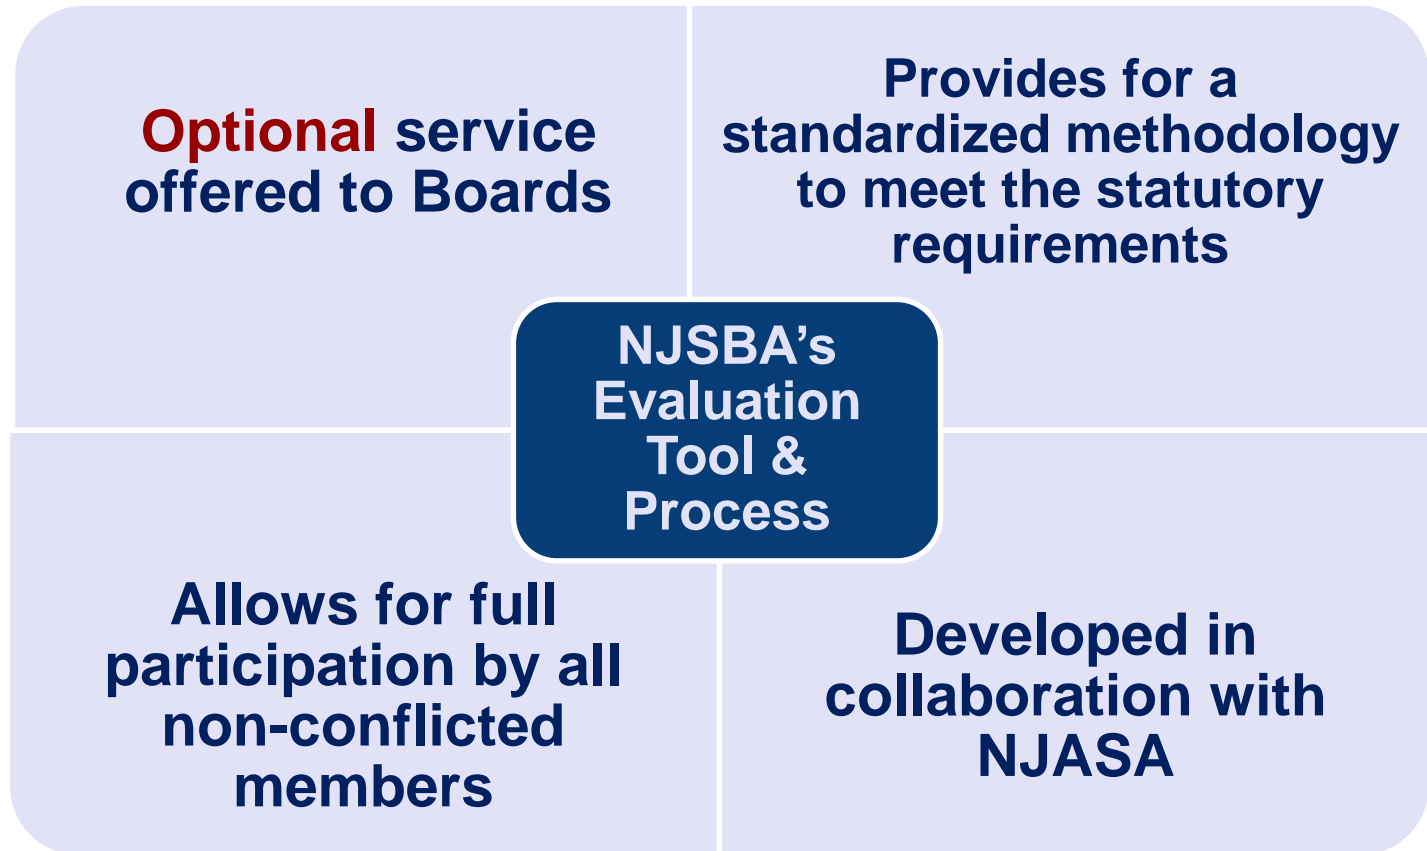 Optional service
offered to Boards
Provides for a
standardized methodology
to meet the statutory
requirements
NJSBA’s
Evaluation
Tool &
Process
Allows for full
participation by all
non-conflicted
members
Developed in
collaboration with
NJASA